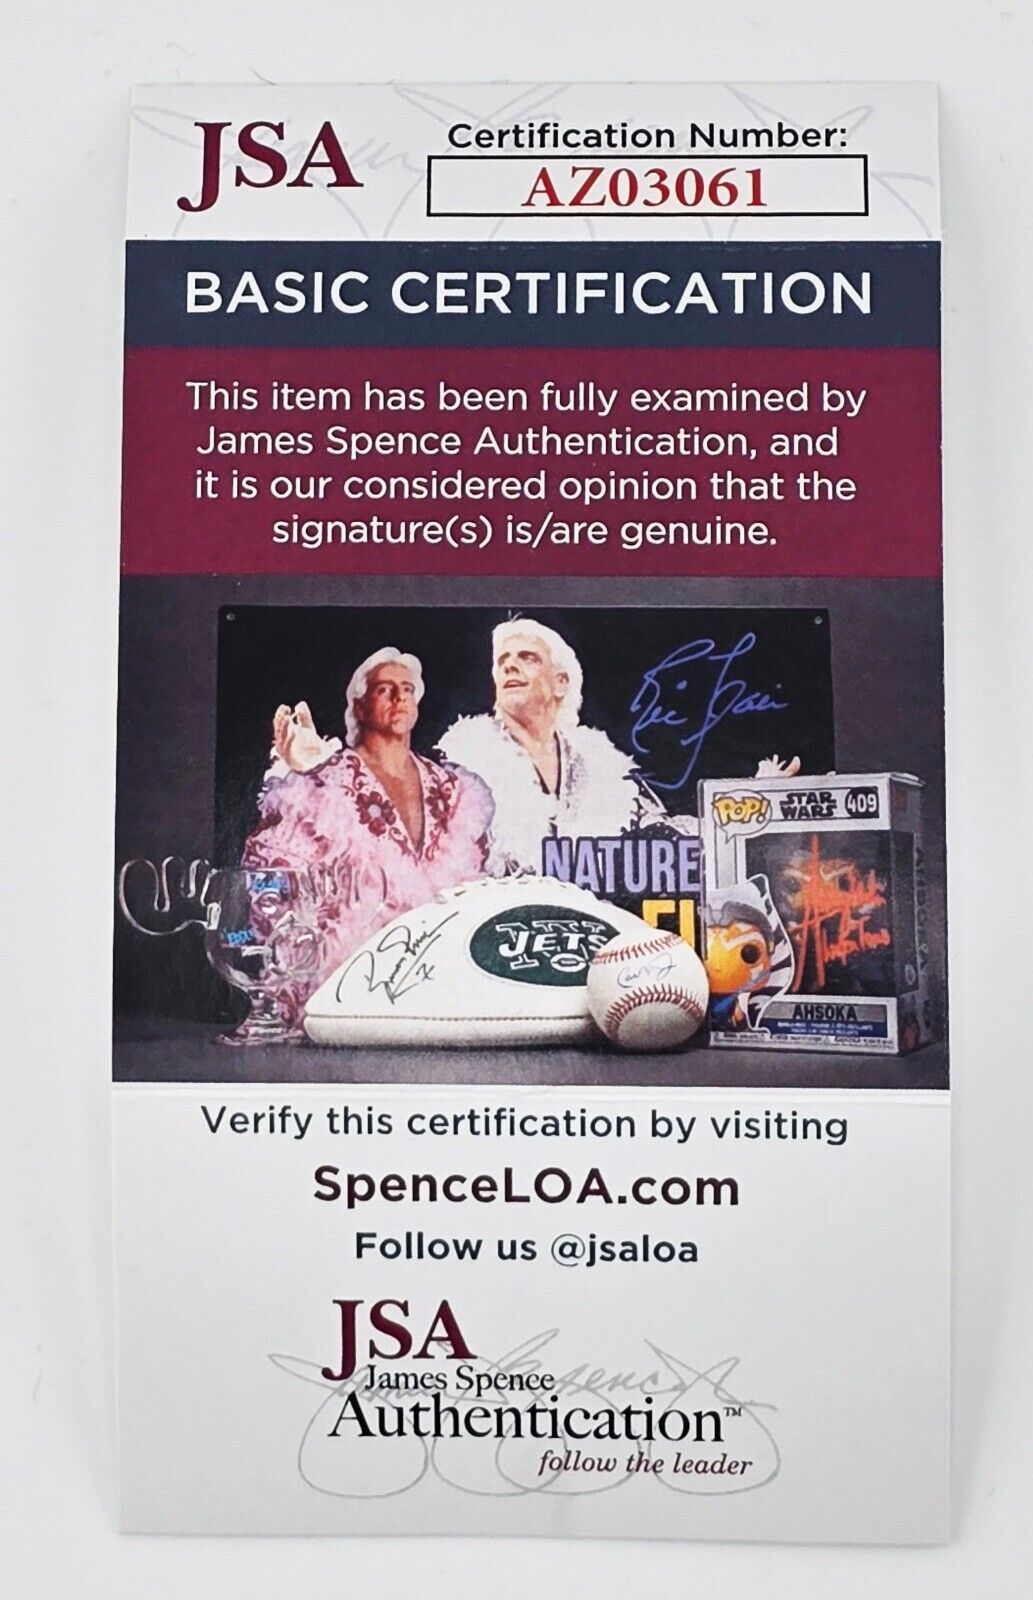 JSA
Certification Number:
AZ03061
BASIC CERTIFICATION
This item has been fully examined by
James Spence Authentication, and
it is our considered opinion that the
signature(s) is/are genuine.
Ric Flair
NATURE
POP!
STAR
WARS
409
JETS
AHSOKA
Verify this certification by visiting
SpenceLOA.com
Follow us @jsaloa
JSA
James Spence
Authentication™
follow the leader